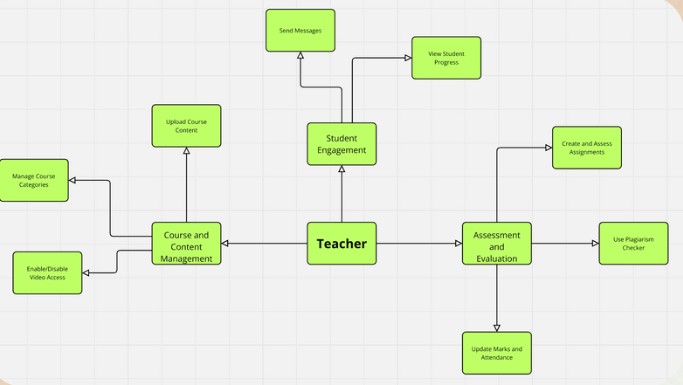 Send Messages
View Student
Progress
Upload Course
Content
Student
Engagement
Create and Assess
Assignments
Manage Course
Categories
Course and
Content
Management
Teacher
Assessment
and
Evaluation
Use Plagiarism
Checker
Enable/Disable
Video Access
Update Marks and
Attendance